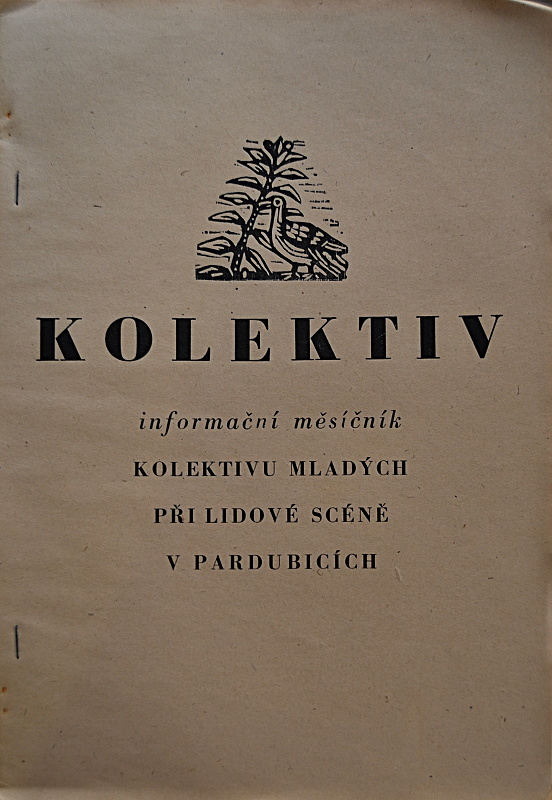 KOLEKTIV
informační měsíčník
KOLEKTIVU MLADÝCH
PŘI LIDOVÉ SCÉNĚ
V PARDUBICÍCH